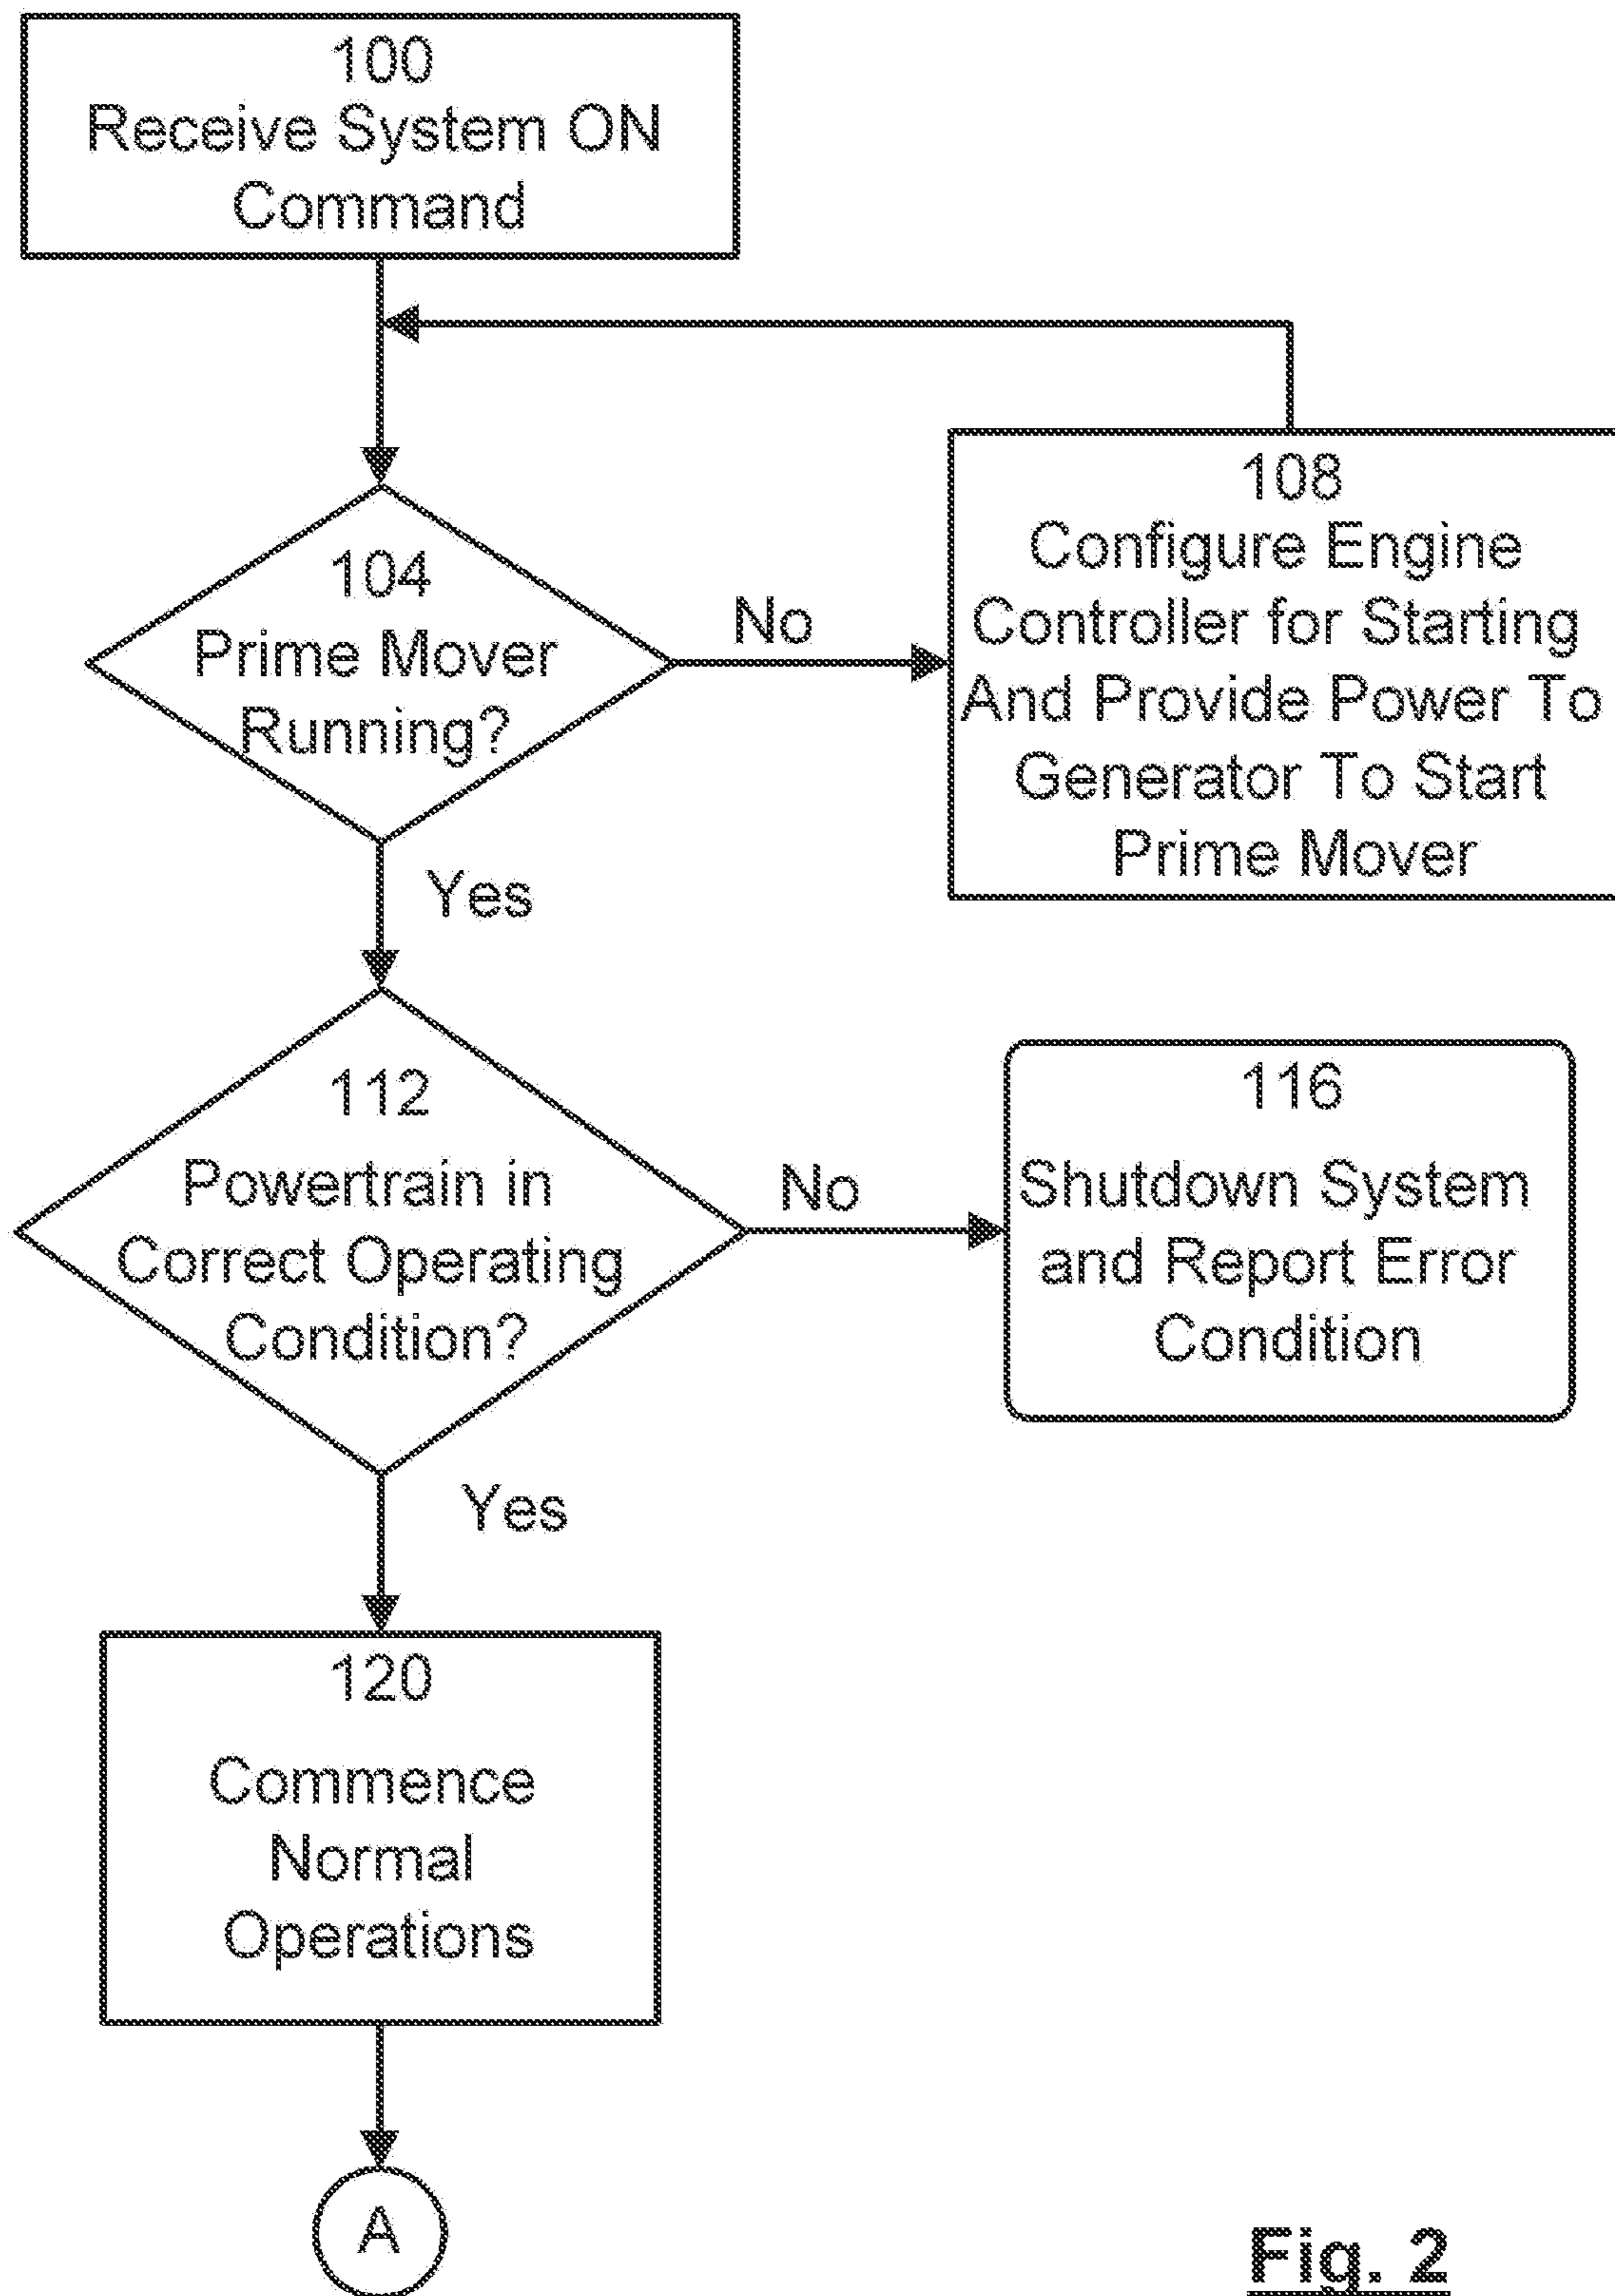 100
Receive System ON
Command
104
Prime Mover
Running?
No
108
Configure Engine
Controller for Starting
And Provide Power To
Generator To Start
Prime Mover
Yes
112
Powertrain in
Correct Operating
Condition?
No
116
Shutdown System
and Report Error
Condition
Yes
120
Commence
Normal
Operations
A
Fig. 2